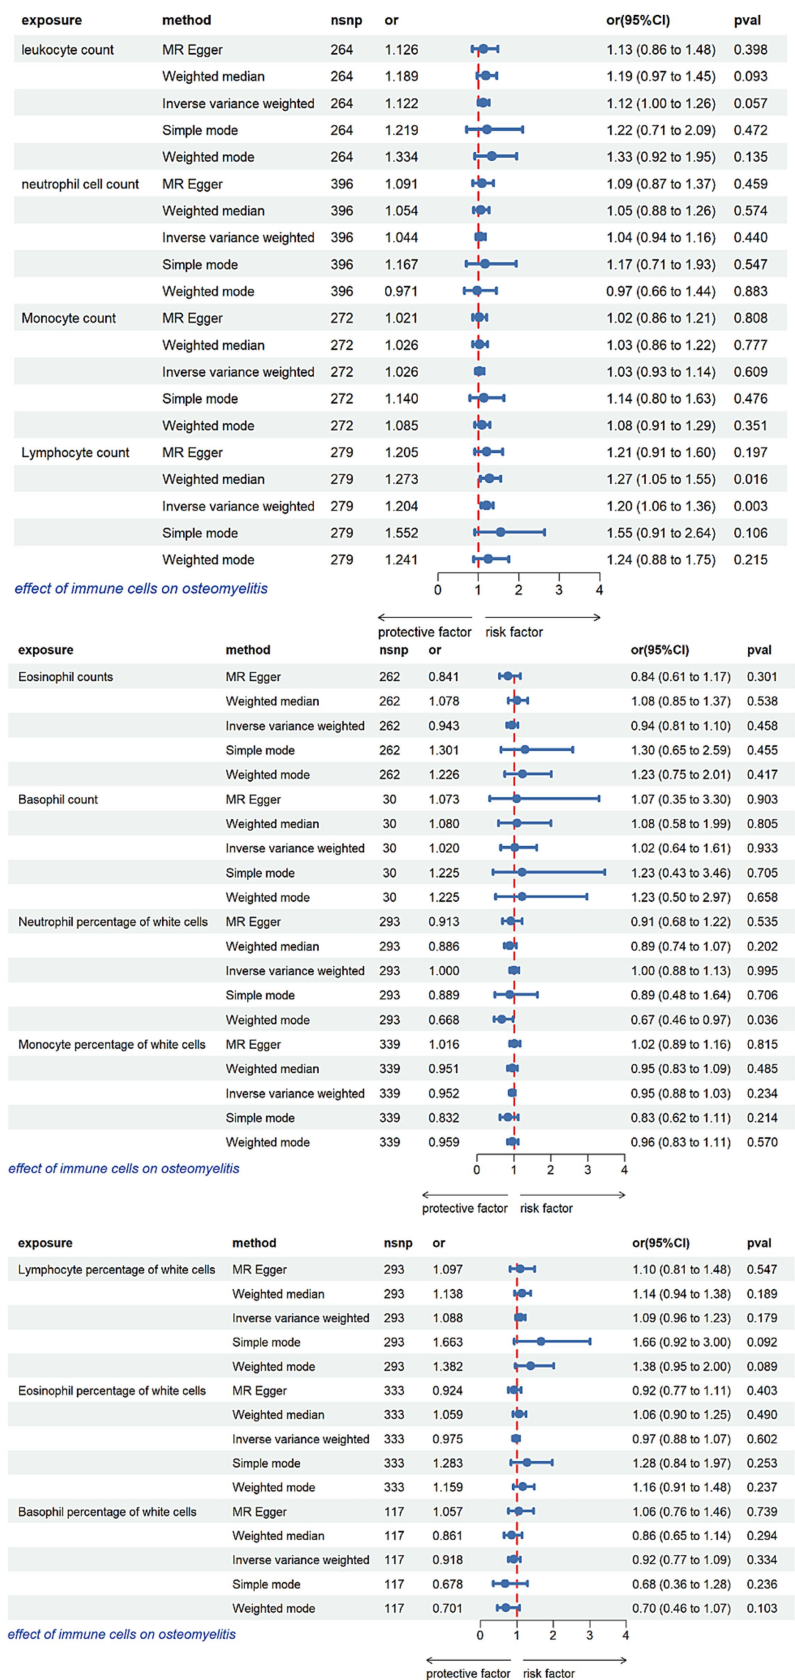 exposure method nsnp or or(95%CI) pval
leukocyte count MR Egger 264 1.126 1.13 (0.86 to 1.48) 0.398
Weighted median 264 1.189 1.19 (0.97 to 1.45) 0.093
Inverse variance weighted 264 1.122 1.12 (1.00 to 1.26) 0.057
Simple mode 264 1.219 1.22 (0.71 to 2.09) 0.472
Weighted mode 264 1.334 1.33 (0.92 to 1.95) 0.135
neutrophil cell count MR Egger 396 1.091 1.09 (0.87 to 1.37) 0.459
Weighted median 396 1.054 1.05 (0.88 to 1.26) 0.574
Inverse variance weighted 396 1.044 1.04 (0.94 to 1.16) 0.440
Simple mode 396 1.167 1.17 (0.71 to 1.93) 0.547
Weighted mode 396 0.971 0.97 (0.66 to 1.44) 0.883
Monocyte count MR Egger 272 1.021 1.02 (0.86 to 1.21) 0.808
Weighted median 272 1.026 1.03 (0.86 to 1.22) 0.777
Inverse variance weighted 272 1.026 1.03 (0.93 to 1.14) 0.609
Simple mode 272 1.140 1.14 (0.80 to 1.63) 0.476
Weighted mode 272 1.085 1.08 (0.91 to 1.29) 0.351
Lymphocyte count MR Egger 279 1.205 1.21 (0.91 to 1.60) 0.197
Weighted median 279 1.273 1.27 (1.05 to 1.55) 0.016
Inverse variance weighted 279 1.204 1.20 (1.06 to 1.36) 0.003
Simple mode 279 1.552 1.55 (0.91 to 2.64) 0.106
Weighted mode 279 1.241 1.24 (0.88 to 1.75) 0.215
effect of immune cells on osteomyelitis 0 1 2 3 4
protective factor risk factor
exposure method nsnp or or(95%CI) pval
Eosinophil counts MR Egger 262 0.841 0.84 (0.61 to 1.17) 0.301
Weighted median 262 1.078 1.08 (0.85 to 1.37) 0.538
Inverse variance weighted 262 0.943 0.94 (0.81 to 1.10) 0.458
Simple mode 262 1.301 1.30 (0.65 to 2.59) 0.455
Weighted mode 262 1.226 1.23 (0.75 to 2.01) 0.417
Basophil count MR Egger 30 1.073 1.07 (0.35 to 3.30) 0.903
Weighted median 30 1.080 1.08 (0.58 to 1.99) 0.805
Inverse variance weighted 30 1.020 1.02 (0.64 to 1.61) 0.933
Simple mode 30 1.225 1.23 (0.43 to 3.46) 0.705
Weighted mode 30 1.225 1.23 (0.50 to 2.97) 0.658
Neutrophil percentage of white cells MR Egger 293 0.913 0.91 (0.68 to 1.22) 0.535
Weighted median 293 0.886 0.89 (0.74 to 1.07) 0.202
Inverse variance weighted 293 1.000 1.00 (0.88 to 1.13) 0.995
Simple mode 293 0.889 0.89 (0.48 to 1.64) 0.706
Weighted mode 293 0.668 0.67 (0.46 to 0.97) 0.036
Monocyte percentage of white cells MR Egger 339 1.016 1.02 (0.89 to 1.16) 0.815
Weighted median 339 0.951 0.95 (0.83 to 1.09) 0.485
Inverse variance weighted 339 0.952 0.95 (0.88 to 1.03) 0.234
Simple mode 339 0.832 0.83 (0.62 to 1.11) 0.214
Weighted mode 339 0.959 0.96 (0.83 to 1.11) 0.570
effect of immune cells on osteomyelitis 0 1 2 3 4
protective factor risk factor
exposure method nsnp or or(95%CI) pval
Lymphocyte percentage of white cells MR Egger 293 1.097 1.10 (0.81 to 1.48) 0.547
Weighted median 293 1.138 1.14 (0.94 to 1.38) 0.189
Inverse variance weighted 293 1.088 1.09 (0.96 to 1.23) 0.179
Simple mode 293 1.663 1.66 (0.92 to 3.00) 0.092
Weighted mode 293 1.382 1.38 (0.95 to 2.00) 0.089
Eosinophil percentage of white cells MR Egger 333 0.924 0.92 (0.77 to 1.11) 0.403
Weighted median 333 1.059 1.06 (0.90 to 1.25) 0.490
Inverse variance weighted 333 0.975 0.97 (0.88 to 1.07) 0.602
Simple mode 333 1.283 1.28 (0.84 to 1.97) 0.253
Weighted mode 333 1.159 1.16 (0.91 to 1.48) 0.237
Basophil percentage of white cells MR Egger 117 1.057 1.06 (0.76 to 1.46) 0.739
Weighted median 117 0.861 0.86 (0.65 to 1.14) 0.294
Inverse variance weighted 117 0.918 0.92 (0.77 to 1.09) 0.334
Simple mode 117 0.678 0.68 (0.36 to 1.28) 0.236
Weighted mode 117 0.701 0.70 (0.46 to 1.07) 0.103
effect of immune cells on osteomyelitis 0 1 2 3 4
protective factor risk factor